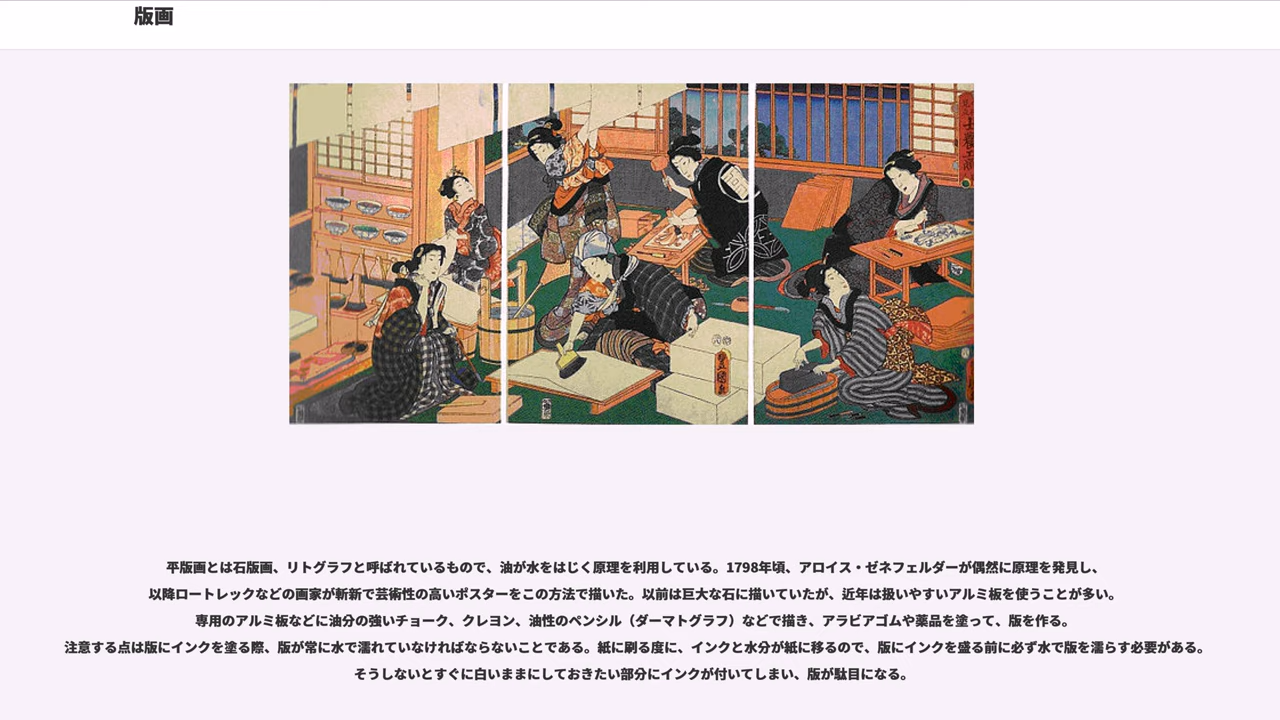 版画
豊国画
平版画とは石版画、リトグラフと呼ばれているもので、油が水をはじく原理を利用している。1798年頃、アロイス・ゼネフェルダーが偶然に原理を発見し、
以降ロートレックなどの画家が斬新で芸術性の高いポスターをこの方法で描いた。以前は巨大な石に描いていたが、近年は扱いやすいアルミ板を使うことが多い。
専用のアルミ板などに油分の強いチョーク、クレヨン、油性のペンシル（ダーマトグラフ）などで描き、アラビアゴムや薬品を塗って、版を作る。
注意する点は版にインクを塗る際、版が常に水で濡れていなければならないことである。紙に刷る度に、インクと水分が紙に移るので、版にインクを盛る前に必ず水で版を濡らす必要がある。
そうしないとすぐに白いままにしておきたい部分にインクが付いてしまい、版が駄目になる。